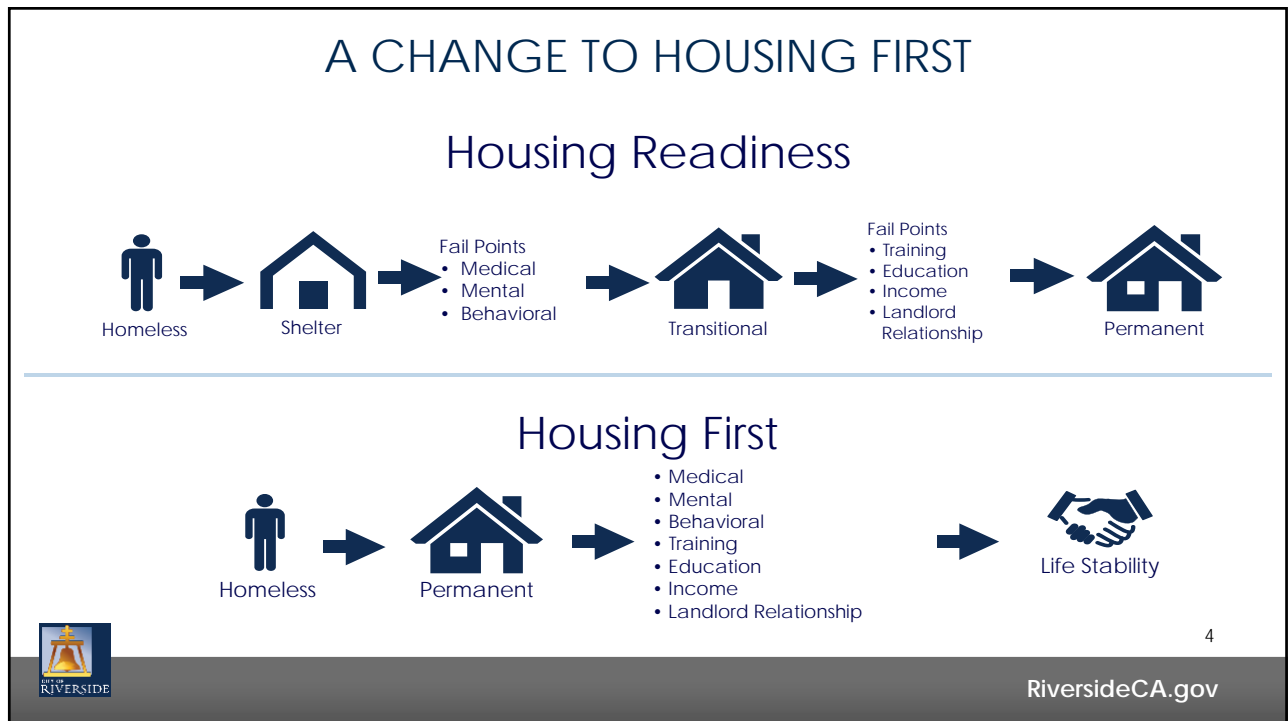 A CHANGE TO HOUSING FIRST
Housing Readiness
Homeless
Shelter
Fail Points
• Medical
• Mental
• Behavioral
Transitional
Fail Points
• Training
• Education
• Income
• Landlord
Relationship
Permanent
Housing First
Homeless
Permanent
• Medical
• Mental
• Behavioral
• Training
• Education
• Income
• Landlord Relationship
Life Stability
4
CITY OF
RIVERSIDE
RiversideCA.gov